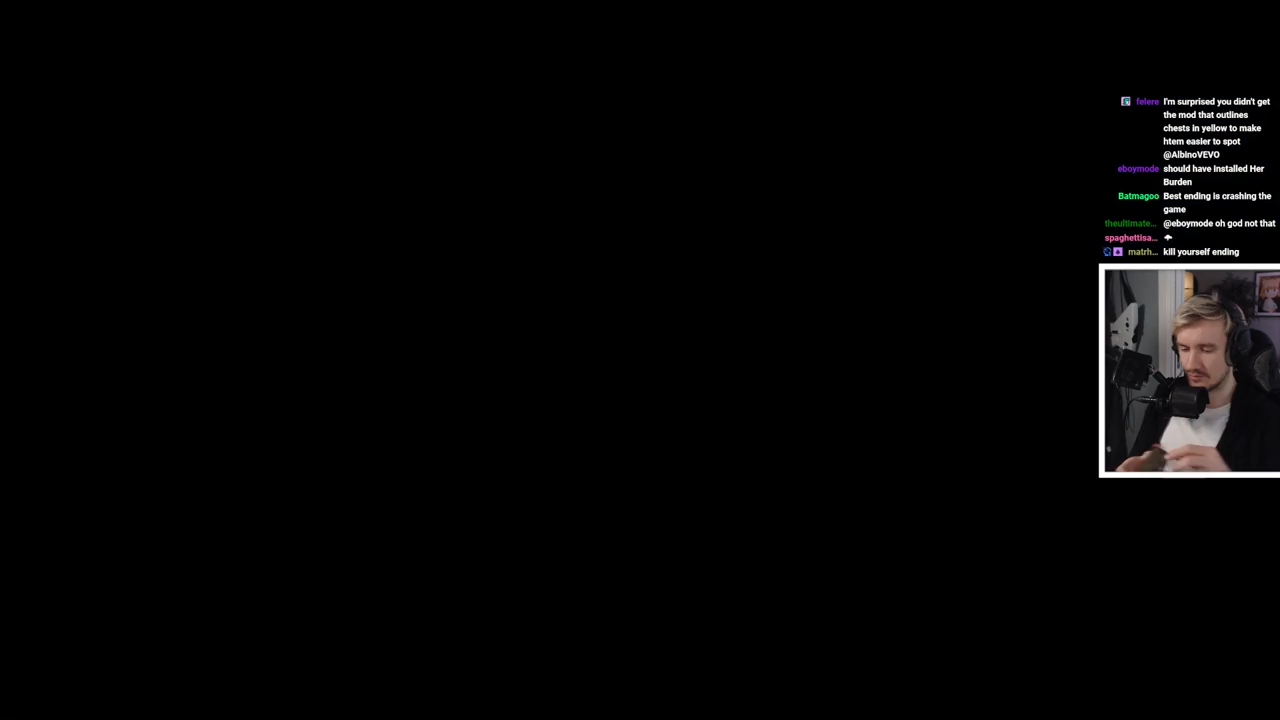 felere I'm surprised you didn't get
the mod that outlines
chests in yellow to make
htem easier to spot
@AlbinoVEVO
eboymode should have Installed Her
Burden
Batmagoo Best ending is crashing the
game
theultimate... @eboymode oh god not that
spaghettisa...
matrh... kill yourself ending